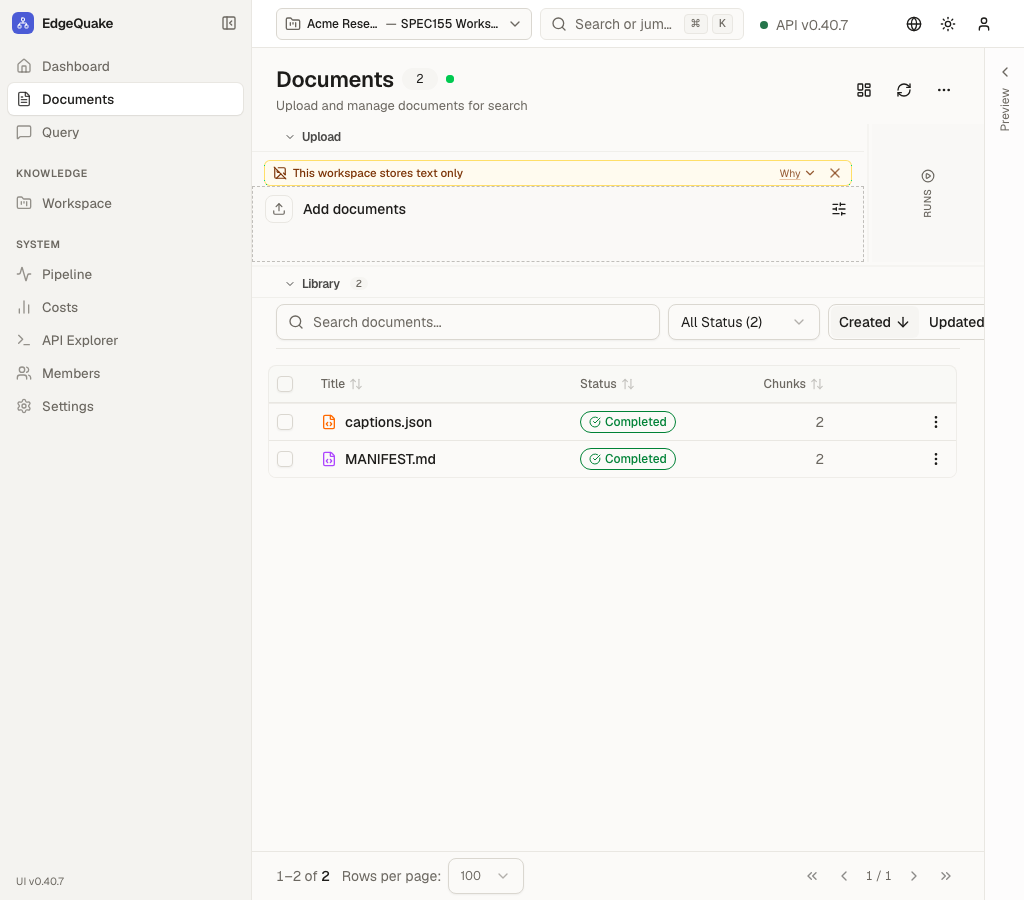 EdgeQuake
Acme Rese... — SPEC155 Works...
Search or jum... ⌘ K
API v0.40.7
Dashboard
Documents
Query
KNOWLEDGE
Workspace
SYSTEM
Pipeline
Costs
API Explorer
Members
Settings
UI v0.40.7
Documents 2
Upload and manage documents for search
Upload
This workspace stores text only Why
Add documents
RUNS
Preview
Library 2
Search documents... All Status (2) Created Updated
Title Status Chunks
captions.json Completed 2
MANIFEST.md Completed 2
1–2 of 2 Rows per page: 100 1 / 1